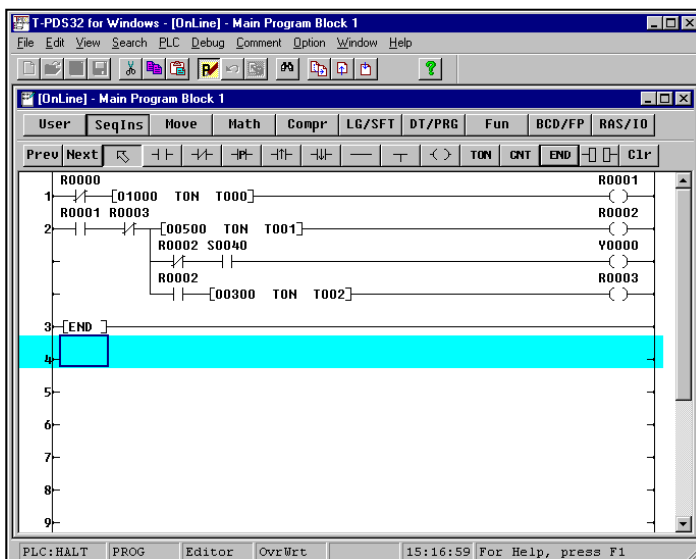 T-PDS32 for Windows - [OnLine] - Main Program Block 1
File Edit View Search PLC Debug Comment Option Window Help
[OnLine] - Main Program Block 1
User SeqIns Move Math Compr LG/SFT DT/PRG Fun BCD/FP RAS/IO
Prev Next P TON CNT END Clr
R0000 R0001
1 [01000 TON T000]
R0001 R0003 R0002
2 [00500 TON T001]
R0002 S0040 Y0000
R0002 R0003
[00300 TON T002]
3 [END ]
4
5
6
7
8
9
PLC:HALT PROG Editor OvrWrt 15:16:59 For Help, press F1